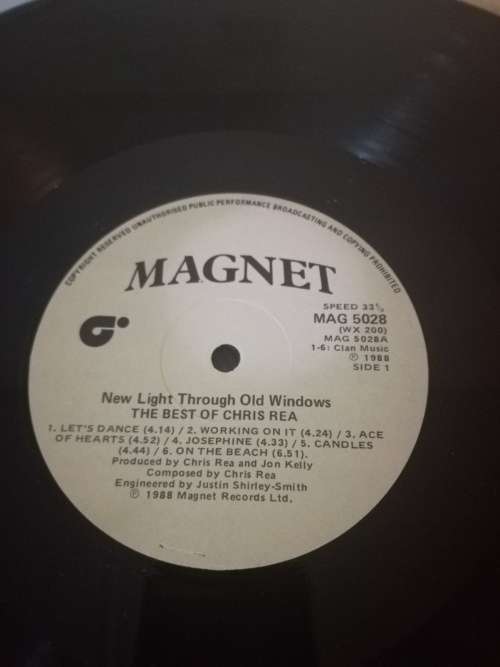 COPYRIGHT RESERVED UNAUTHORISED PUBLIC PERFORMANCE BROADCASTING AND COPYING PROHIBITED
MAGNET
SPEED 33⅓
MAG 5028
(WX 200)
MAG 5028A
1-6: Clan Music
℗ 1988
SIDE 1
New Light Through Old Windows
THE BEST OF CHRIS REA
1. LET'S DANCE (4.14) / 2. WORKING ON IT (4.24) / 3. ACE
OF HEARTS (4.52) / 4. JOSEPHINE (4.33) / 5. CANDLES
(4.44) / 6. ON THE BEACH (6.51).
Produced by Chris Rea and Jon Kelly
Composed by Chris Rea
Engineered by Justin Shirley-Smith
℗ 1988 Magnet Records Ltd.